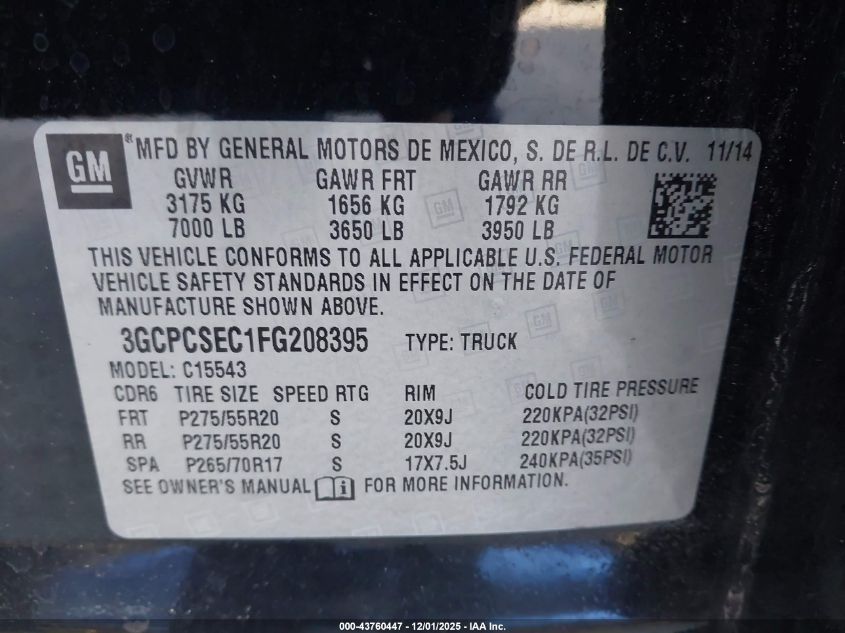 GM ® MFD BY GENERAL MOTORS DE MEXICO, S. DE R.L. DE C.V. 11/14
GVWR GAWR FRT GAWR RR
3175 KG 1656 KG 1792 KG
7000 LB 3650 LB 3950 LB
THIS VEHICLE CONFORMS TO ALL APPLICABLE U.S. FEDERAL MOTOR
VEHICLE SAFETY STANDARDS IN EFFECT ON THE DATE OF
MANUFACTURE SHOWN ABOVE.
3GCPCSEC1FG208395 TYPE: TRUCK
MODEL: C15543
CDR6 TIRE SIZE SPEED RTG RIM COLD TIRE PRESSURE
FRT P275/55R20 S 20X9J 220KPA(32PSI)
RR P275/55R20 S 20X9J 220KPA(32PSI)
SPA P265/70R17 S 17X7.5J 240KPA(35PSI)
SEE OWNER'S MANUAL i FOR MORE INFORMATION.
000-43760447 - 12/01/2025 - IAA Inc.